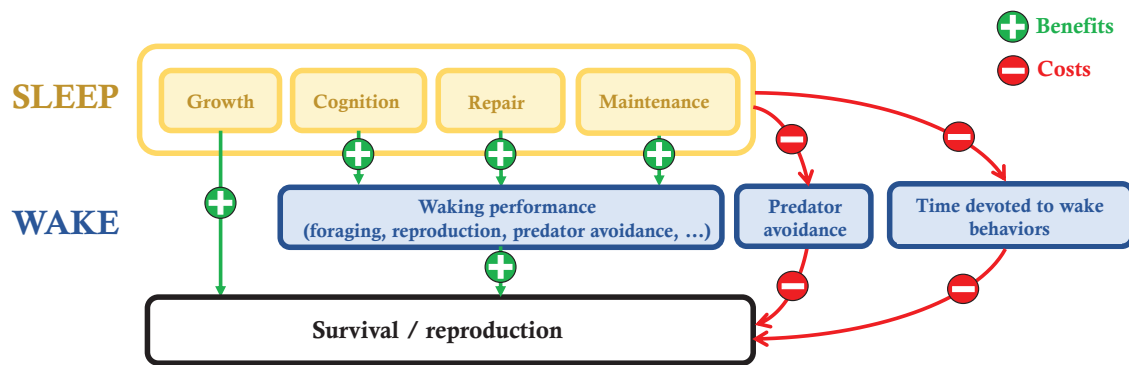 Benefits
Costs
SLEEP
Growth
Cognition
Repair
Maintenance
WAKE
Waking performance
(foraging, reproduction, predator avoidance, …)
Predator
avoidance
Time devoted to wake
behaviors
Survival / reproduction